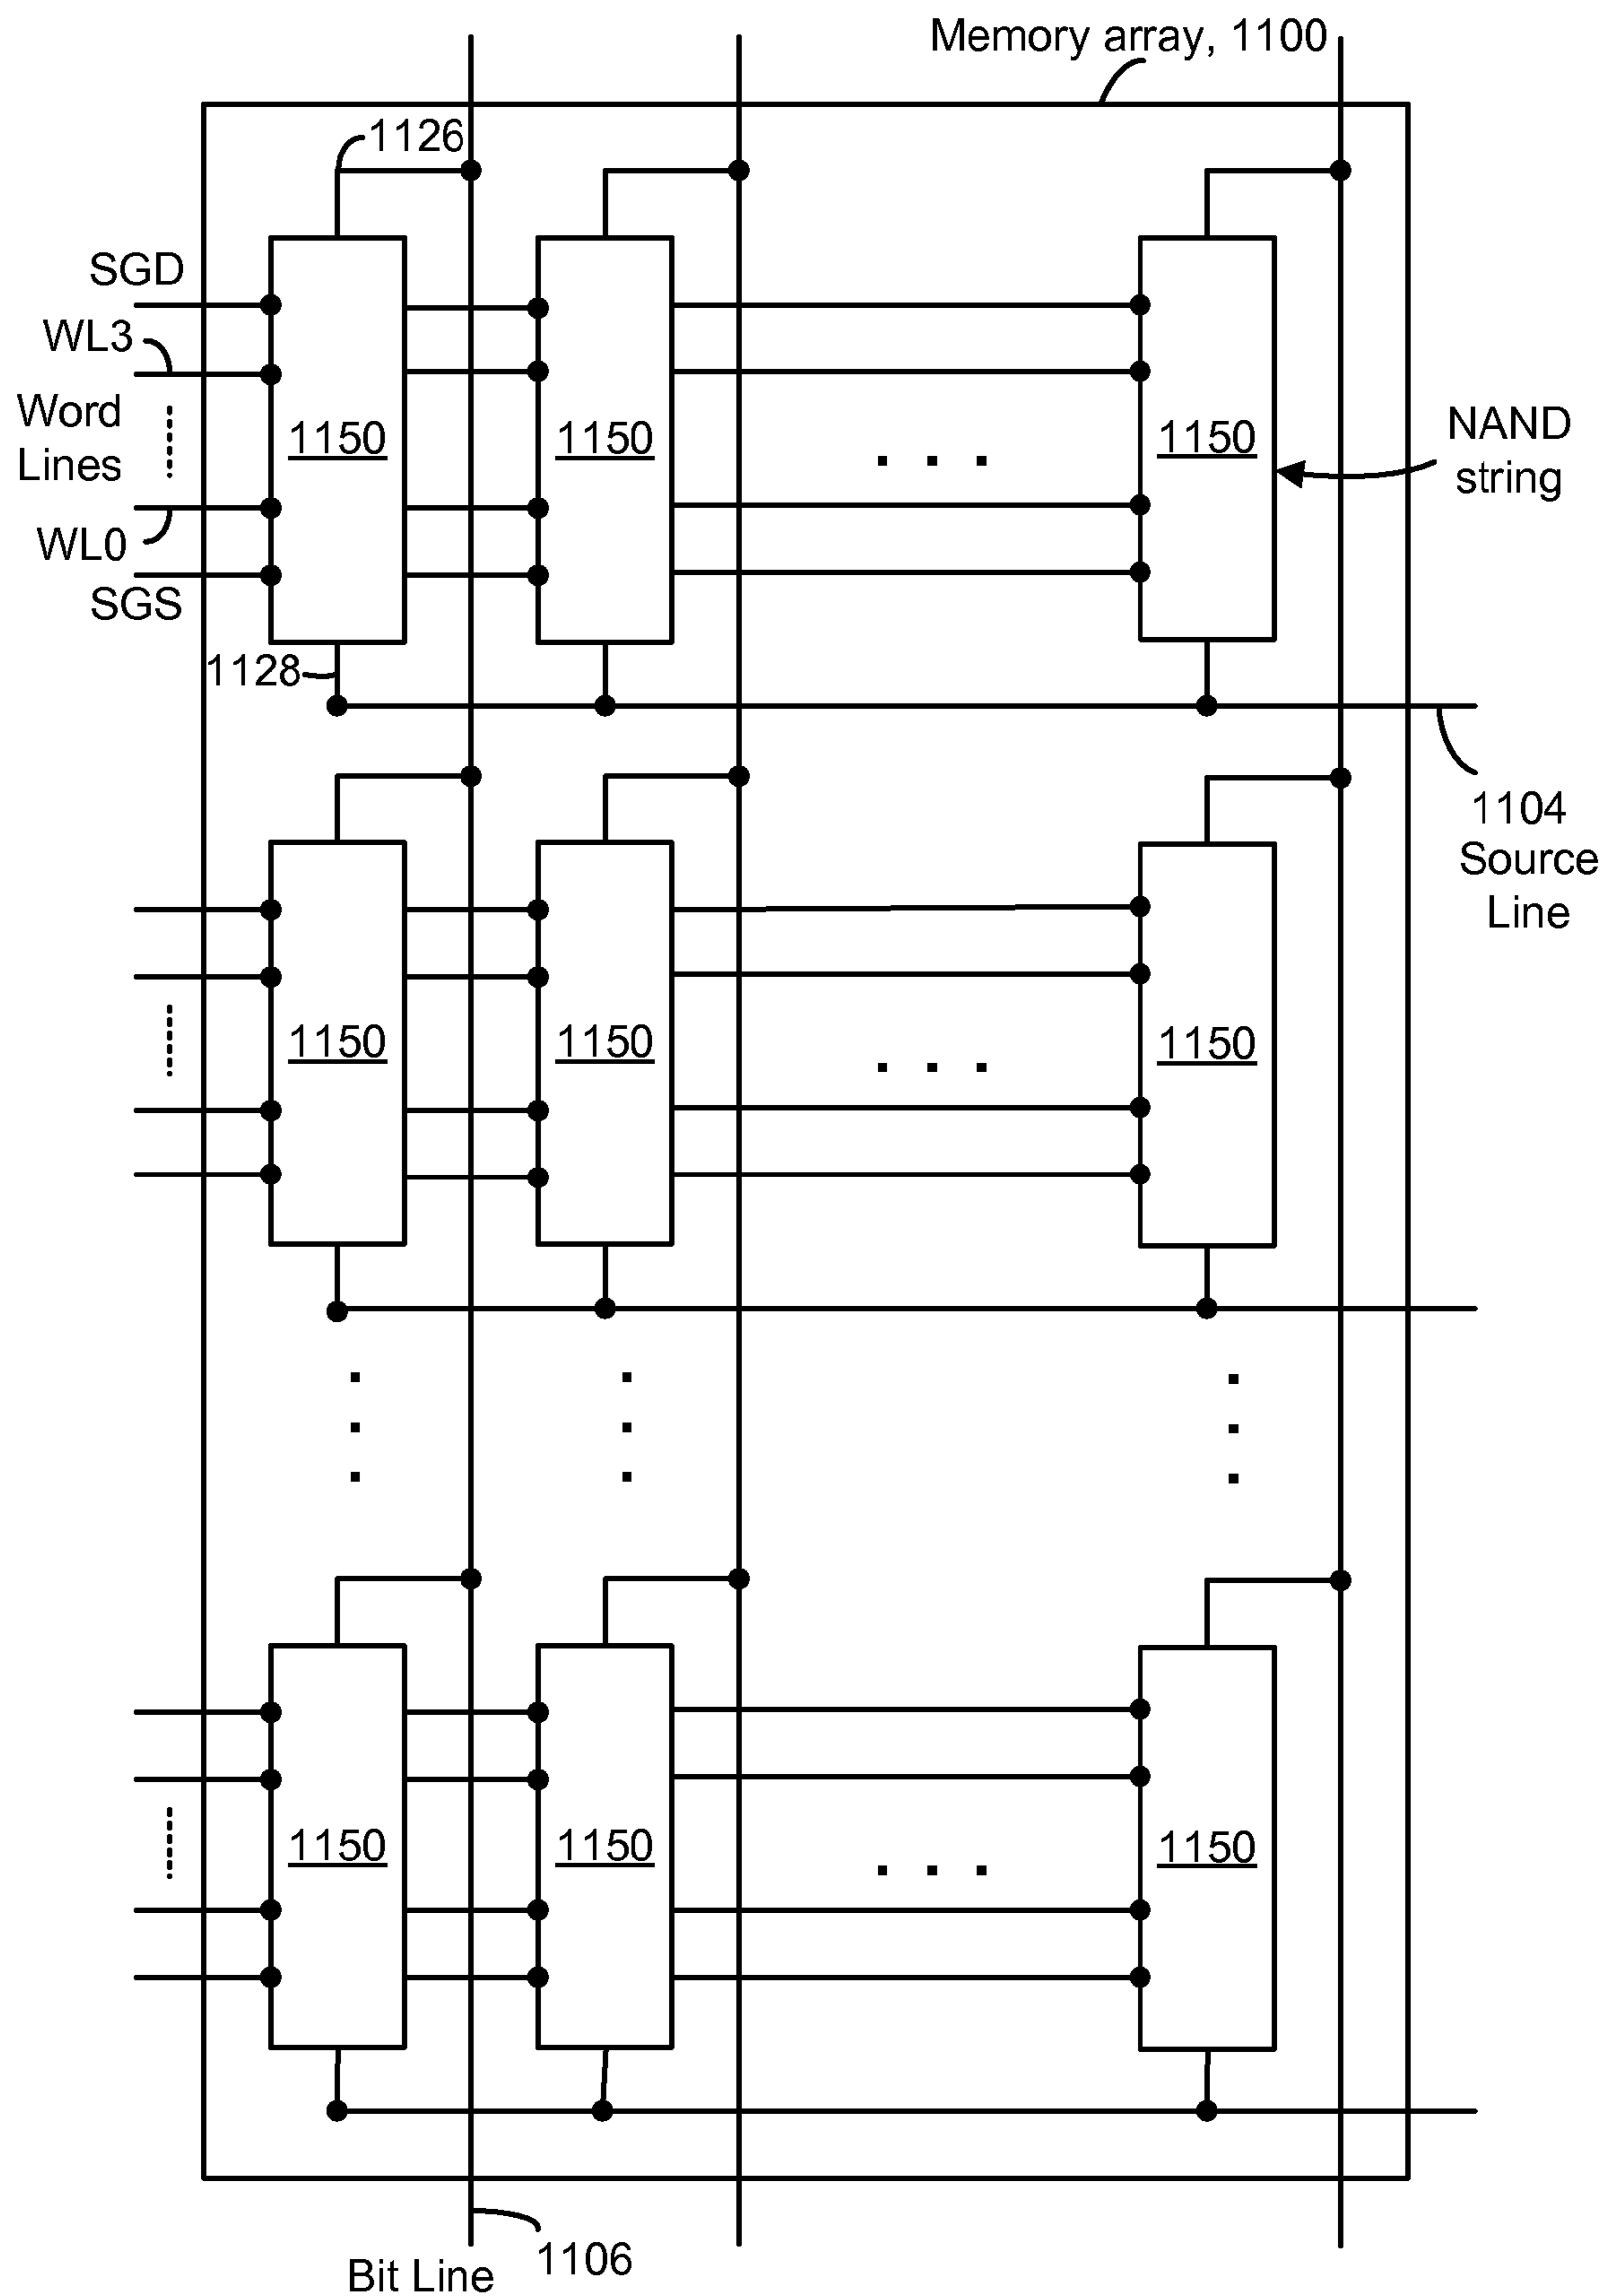 Memory array, 1100
1126
SGD
WL3
Word
Lines
WL0
SGS
1150
1150
1150
NAND
string
1128
1104
Source
Line
1150
1150
1150
1150
1150
1150
1106
Bit Line